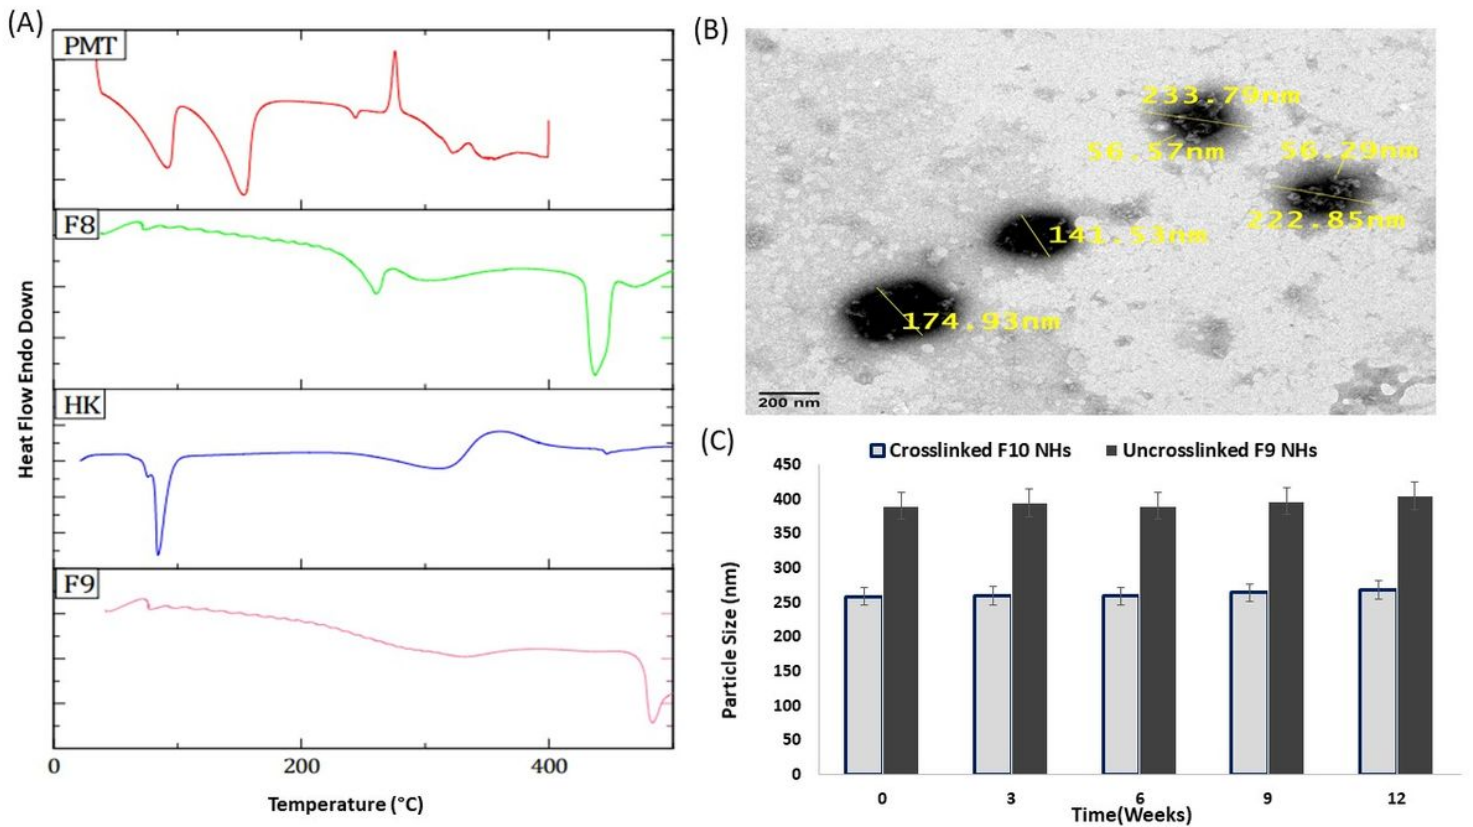 (A)
PMT
F8
HK
F9
Heat Flow Endo Down
0
200
400
Temperature (°C)
(B)
233.79nm
56.57nm
56.29nm
222.85nm
141.53nm
174.93nm
200 nm
(C)
Crosslinked F10 NHs
Uncrosslinked F9 NHs
450
400
350
300
250
200
150
100
50
0
Particle Size (nm)
0
3
6
9
12
Time(Weeks)